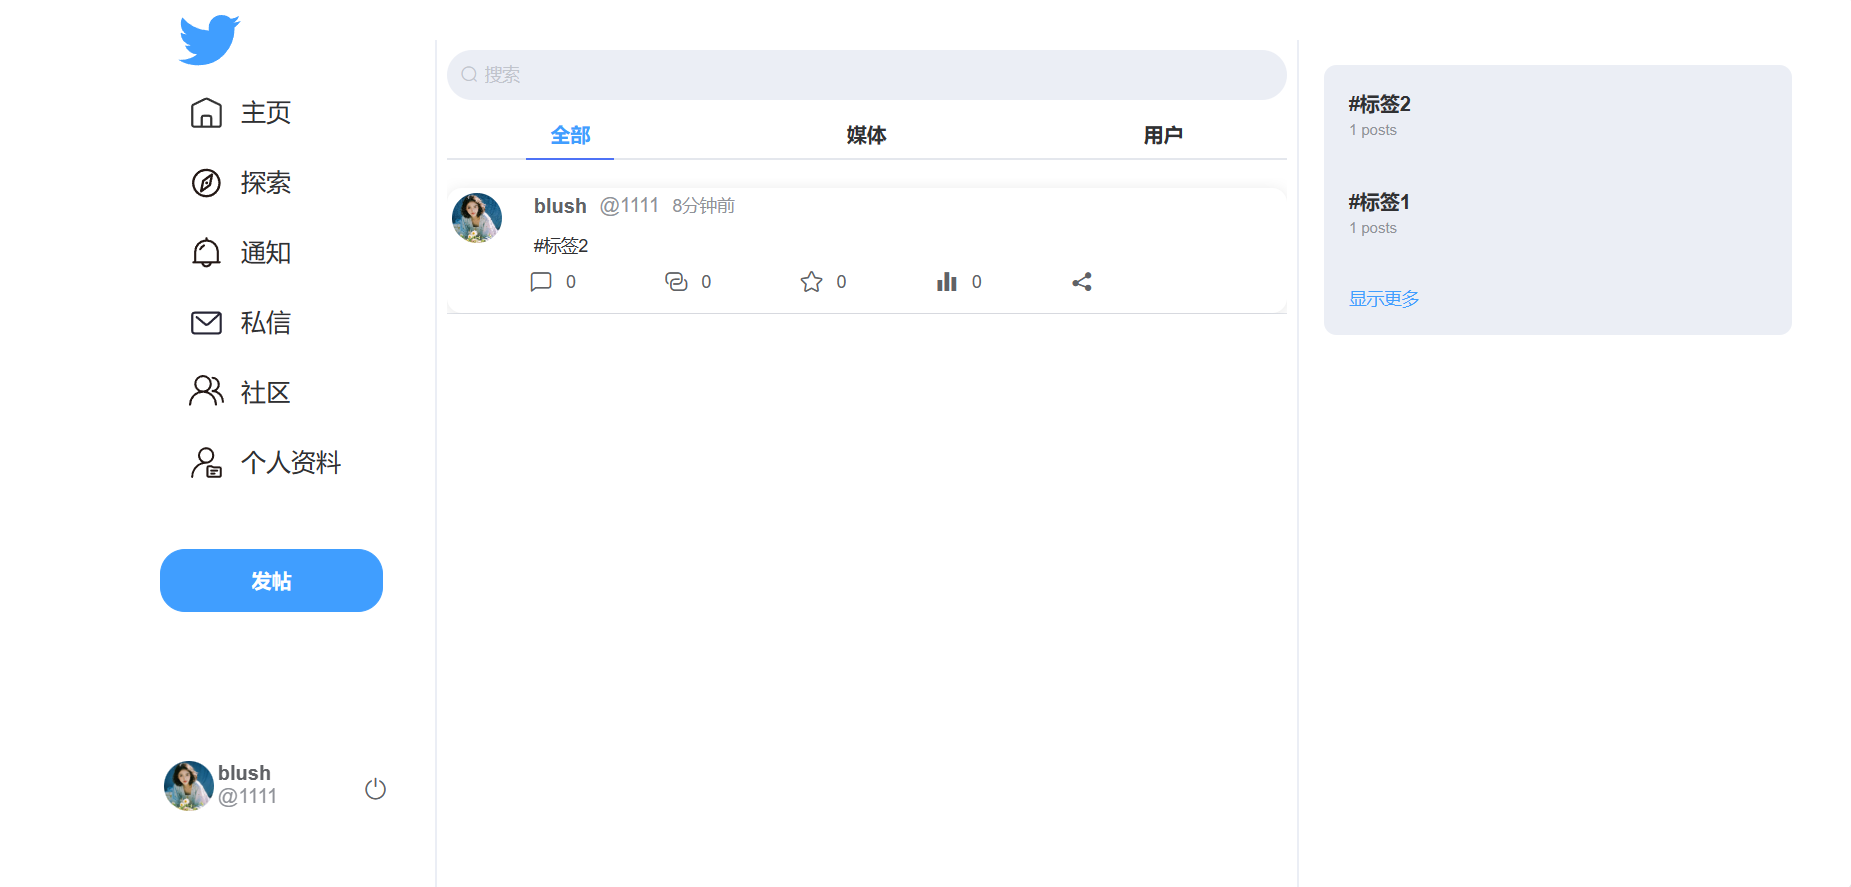 主页
探索
通知
私信
社区
个人资料
发帖
blush
@1111
搜索
全部 媒体 用户
blush @1111 8分钟前
#标签2
0 0 0 0
#标签2
1 posts
#标签1
1 posts
显示更多